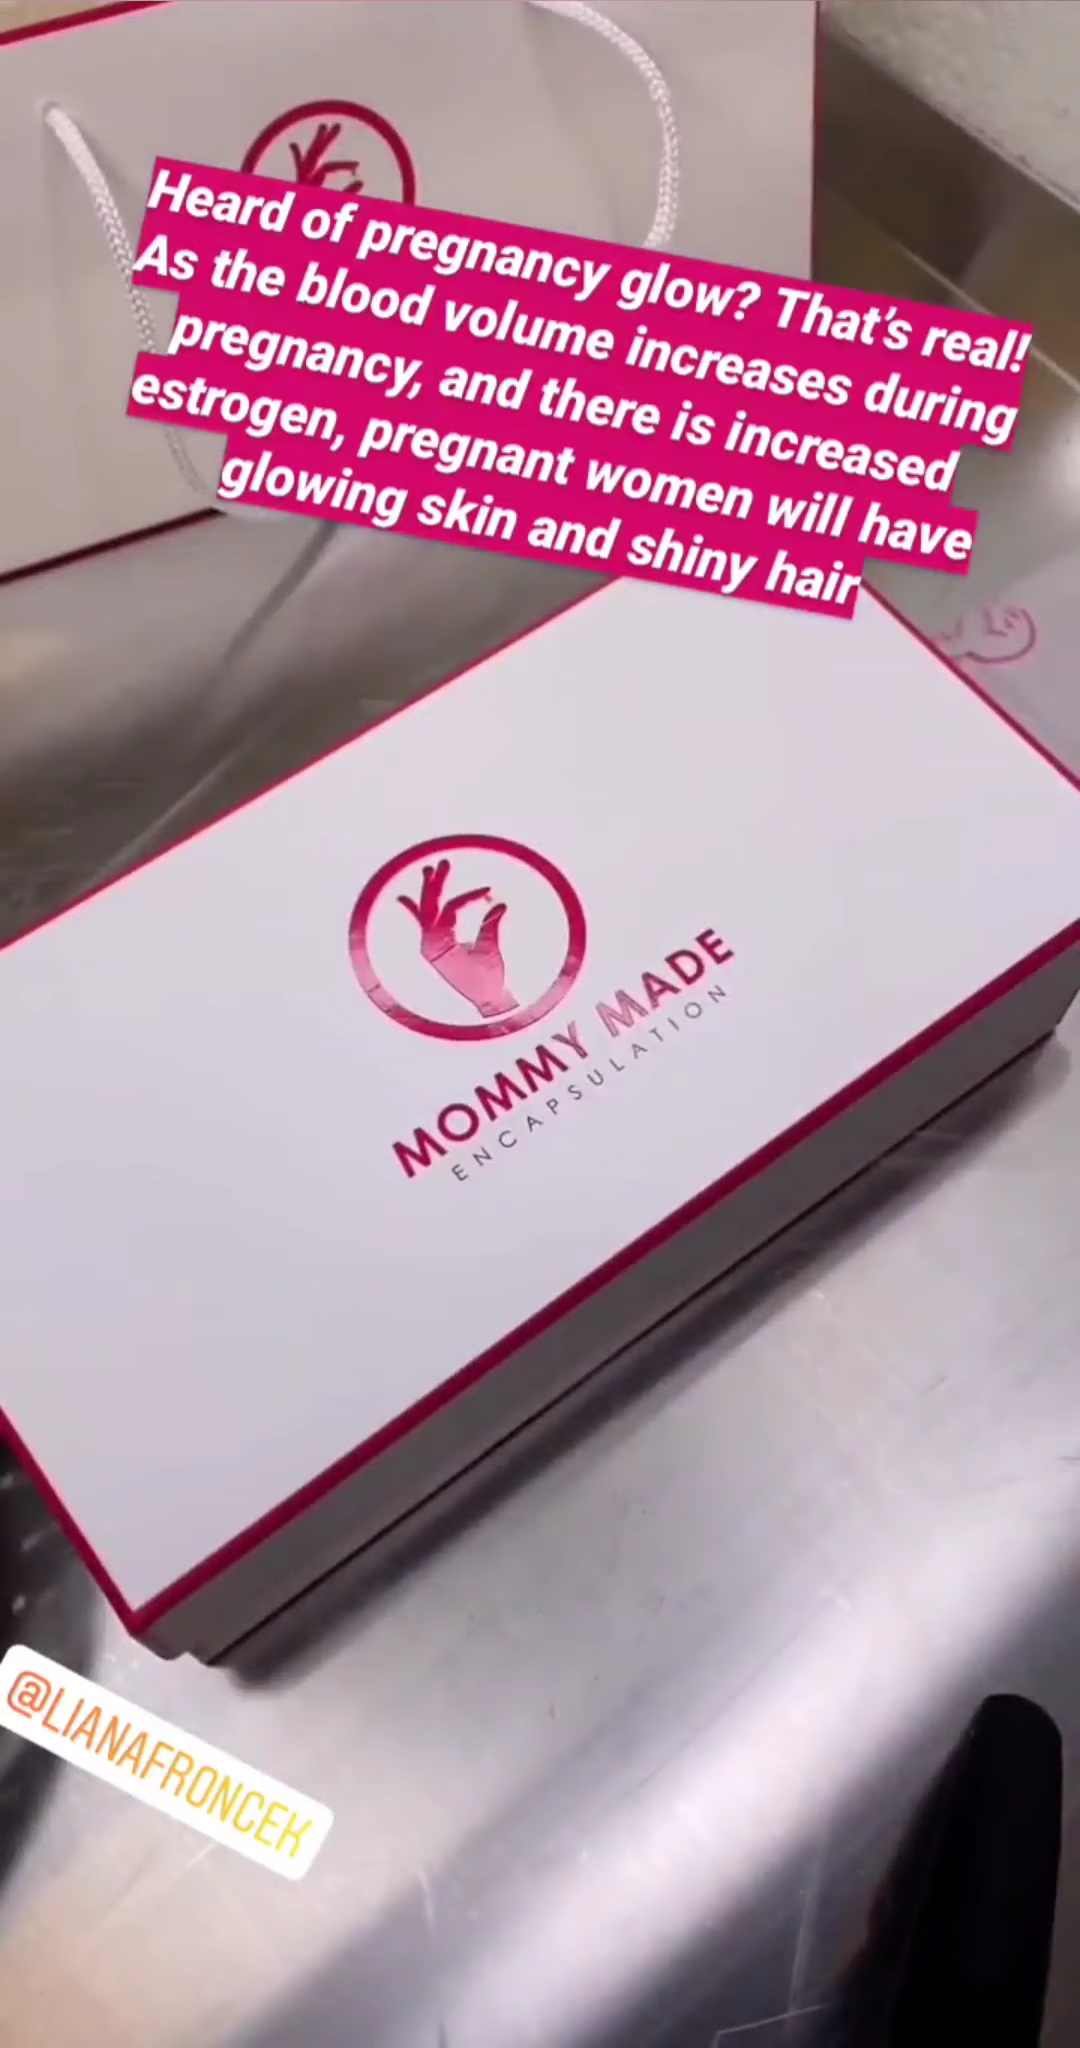 Heard of pregnancy glow? That's real!
As the blood volume increases during
pregnancy, and there is increased
estrogen, pregnant women will have
glowing skin and shiny hair
MOMMY MADE
ENCAPSULATION
@LIANAFRONCEK